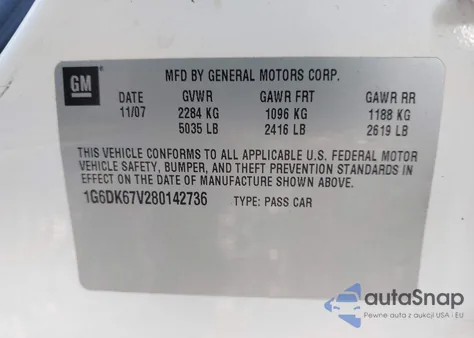 GM
MFD BY GENERAL MOTORS CORP.
DATE GVWR GAWR FRT GAWR RR
11/07 2284 KG 1096 KG 1188 KG
5035 LB 2416 LB 2619 LB
THIS VEHICLE CONFORMS TO ALL APPLICABLE U.S. FEDERAL MOTOR
VEHICLE SAFETY, BUMPER, AND THEFT PREVENTION STANDARDS IN
EFFECT ON THE DATE OF MANUFACTURE SHOWN ABOVE.
1G6DK67V280142736 TYPE: PASS CAR
autaSnap
Pewne auta z objazdu USA i EU